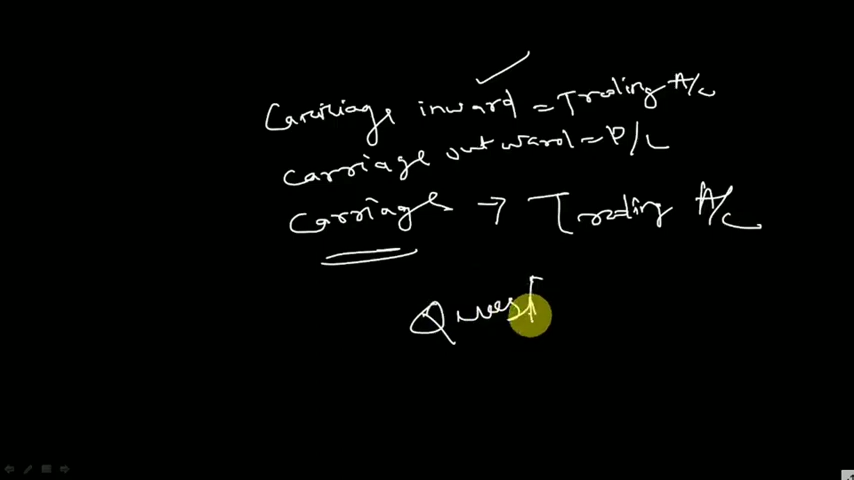 Carriage inward = Trading A/c
Carriage outward = P/L
Carriage → Trading A/c
Quest